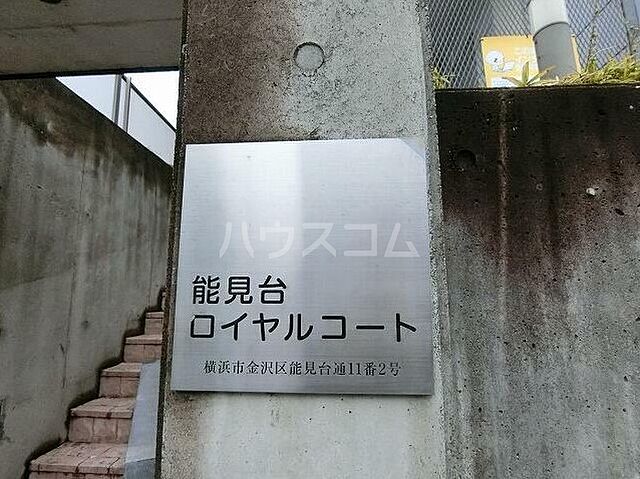 ハウスコム
能見台
ロイヤルコート
横浜市金沢区能見台通11番2号